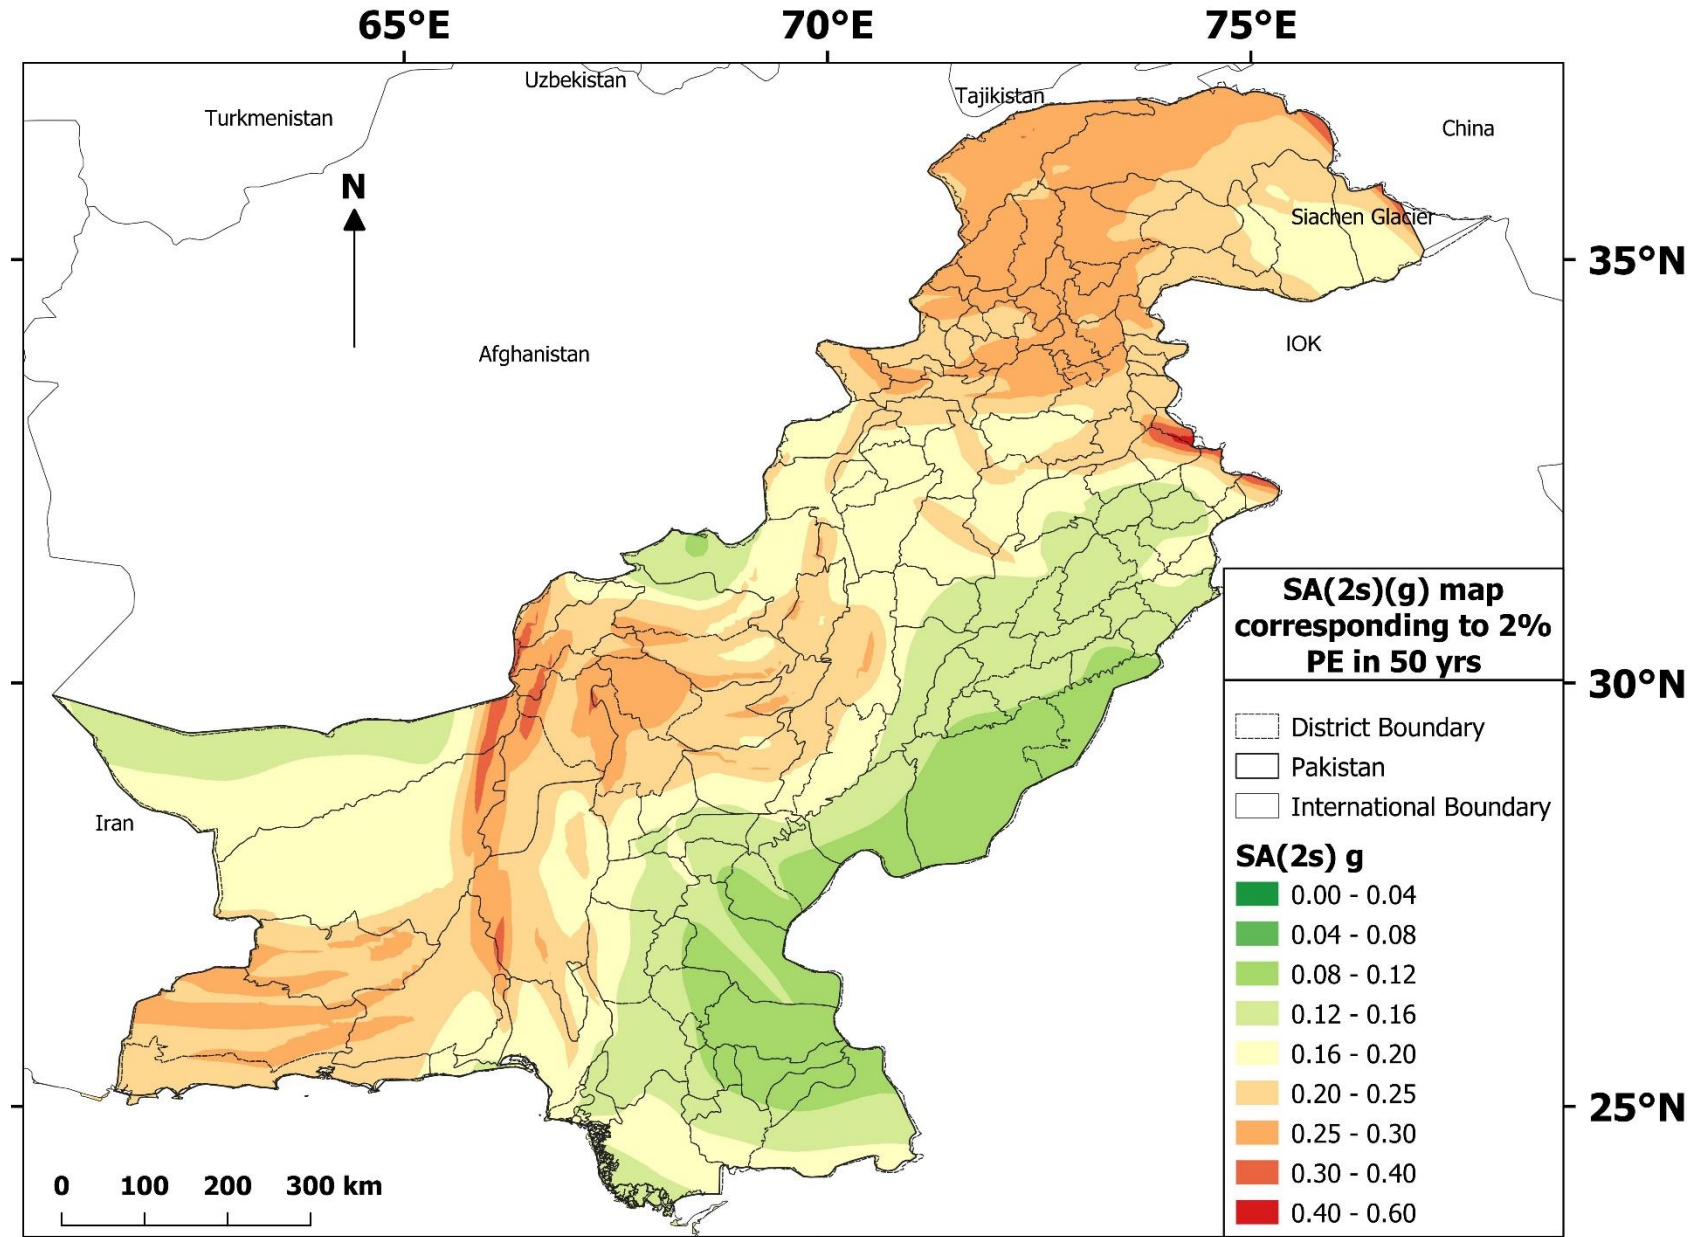 65°E 70°E 75°E
Uzbekistan
Turkmenistan
Tajikistan
China
N
Siachen Glacier
35°N
IOK
Afghanistan
SA(2s)(g) map
corresponding to 2%
PE in 50 yrs
30°N
District Boundary
Pakistan
International Boundary
Iran
SA(2s) g
0.00 - 0.04
0.04 - 0.08
0.08 - 0.12
0.12 - 0.16
0.16 - 0.20
0.20 - 0.25
25°N
0.25 - 0.30
0.30 - 0.40
0.40 - 0.60
0 100 200 300 km